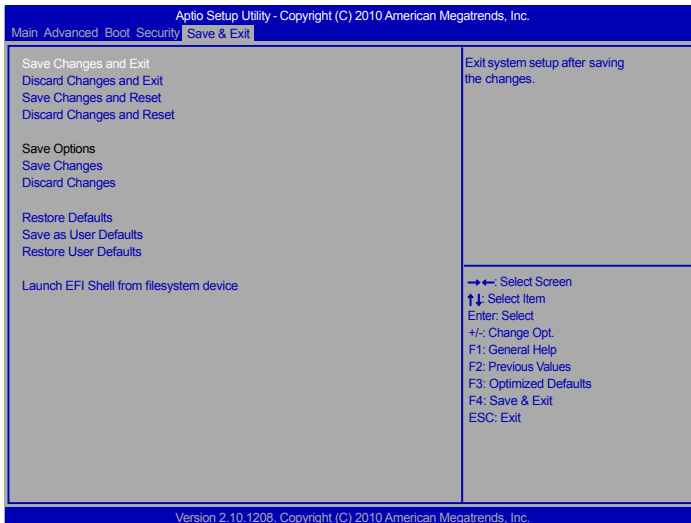 Aptio Setup Utility - Copyright (C) 2010 American Megatrends, Inc.
Main Advanced Boot Security Save & Exit
Save Changes and Exit
Discard Changes and Exit
Save Changes and Reset
Discard Changes and Reset
Save Options
Save Changes
Discard Changes
Restore Defaults
Save as User Defaults
Restore User Defaults
Launch EFI Shell from filesystem device
Exit system setup after saving
the changes.
→←: Select Screen
↑↓: Select Item
Enter: Select
+/-: Change Opt.
F1: General Help
F2: Previous Values
F3: Optimized Defaults
F4: Save & Exit
ESC: Exit
Version 2.10.1208. Copyright (C) 2010 American Megatrends, Inc.